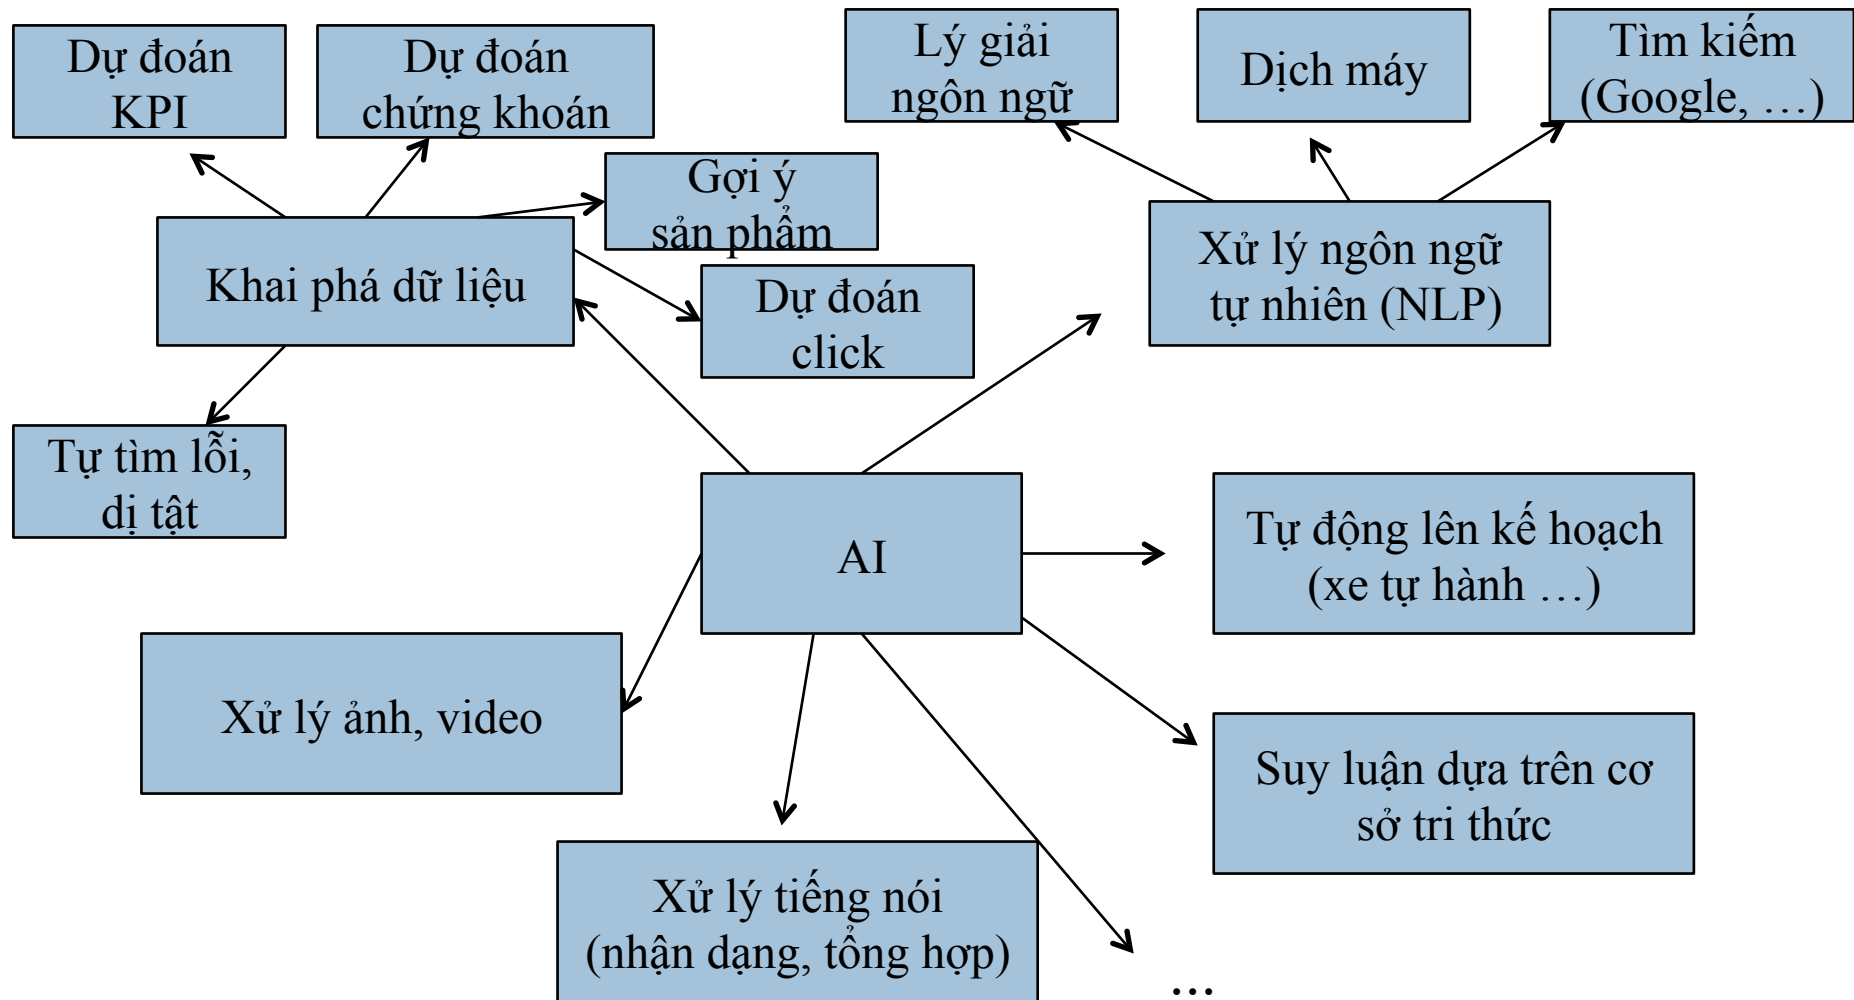 Dự đoán
KPI
Dự đoán
chứng khoán
Lý giải
ngôn ngữ
Dịch máy
Tìm kiếm
(Google, …)
Gợi ý
sản phẩm
Khai phá dữ liệu
Dự đoán
click
Xử lý ngôn ngữ
tự nhiên (NLP)
Tự tìm lỗi,
dị tật
AI
Tự động lên kế hoạch
(xe tự hành …)
Xử lý ảnh, video
Suy luận dựa trên cơ
sở tri thức
Xử lý tiếng nói
(nhận dạng, tổng hợp)
...